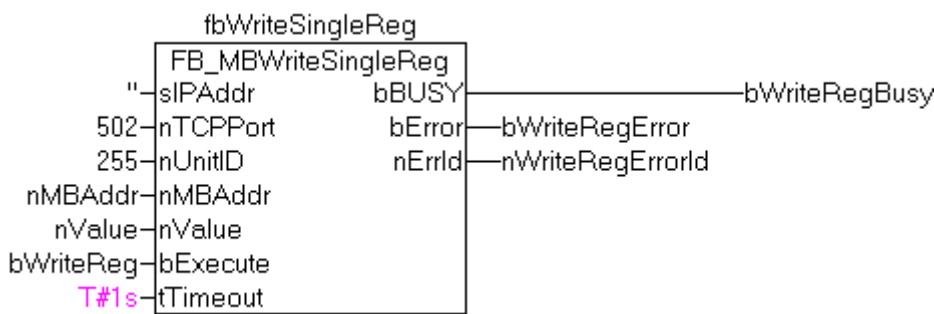 fbWriteSingleReg
FB_MBWriteSingleReg
'' sIPAddr bBUSY bWriteRegBusy
502 nTCPPort bError bWriteRegError
255 nUnitID nErrId nWriteRegErrorId
nMBAddr nMBAddr
nValue nValue
bWriteReg bExecute
T#1s tTimeout